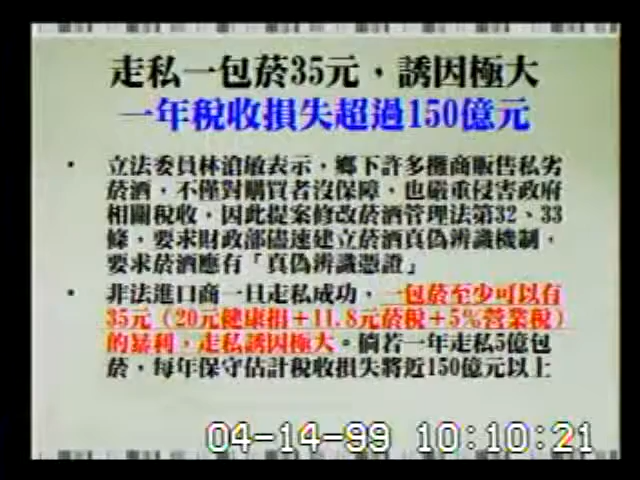 走私一包菸35元，誘因極大
一年稅收損失超過150億元
• 立法委員林滄敏表示，鄉下許多攤商販售私劣
菸酒，不僅對購買者沒保障，也嚴重侵害政府
相關稅收，因此提案修改菸酒管理法第32、33
條，要求財政部儘速建立菸酒真偽辨識機制，
要求菸酒應有「真偽辨識憑證」
• 非法進口商一旦走私成功，一包菸至少可以有
35元（20元健康捐＋11.8元菸稅＋5%營業稅）
的暴利，走私誘因極大。倘若一年走私5億包
菸，每年保守估計稅收損失將近150億元以上
04-14-99 10:10:21